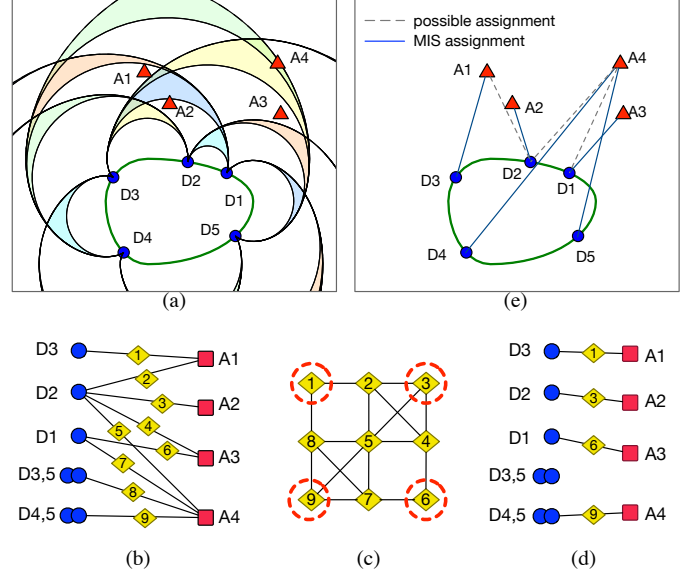 A1
A4
A2
A3
D2
D1
D3
D4
D5
(a)
possible assignment
MIS assignment
A1
A4
A2
A3
D2
D1
D3
D4
D5
(e)
D3
1
A1
2
D2
3
A2
4
5
D1
6
A3
7
D3,5
8
D4,5
9
A4
(b)
1
2
3
8
5
4
9
7
6
(c)
D3
1
A1
D2
3
A2
D1
6
A3
D3,5
D4,5
9
A4
(d)